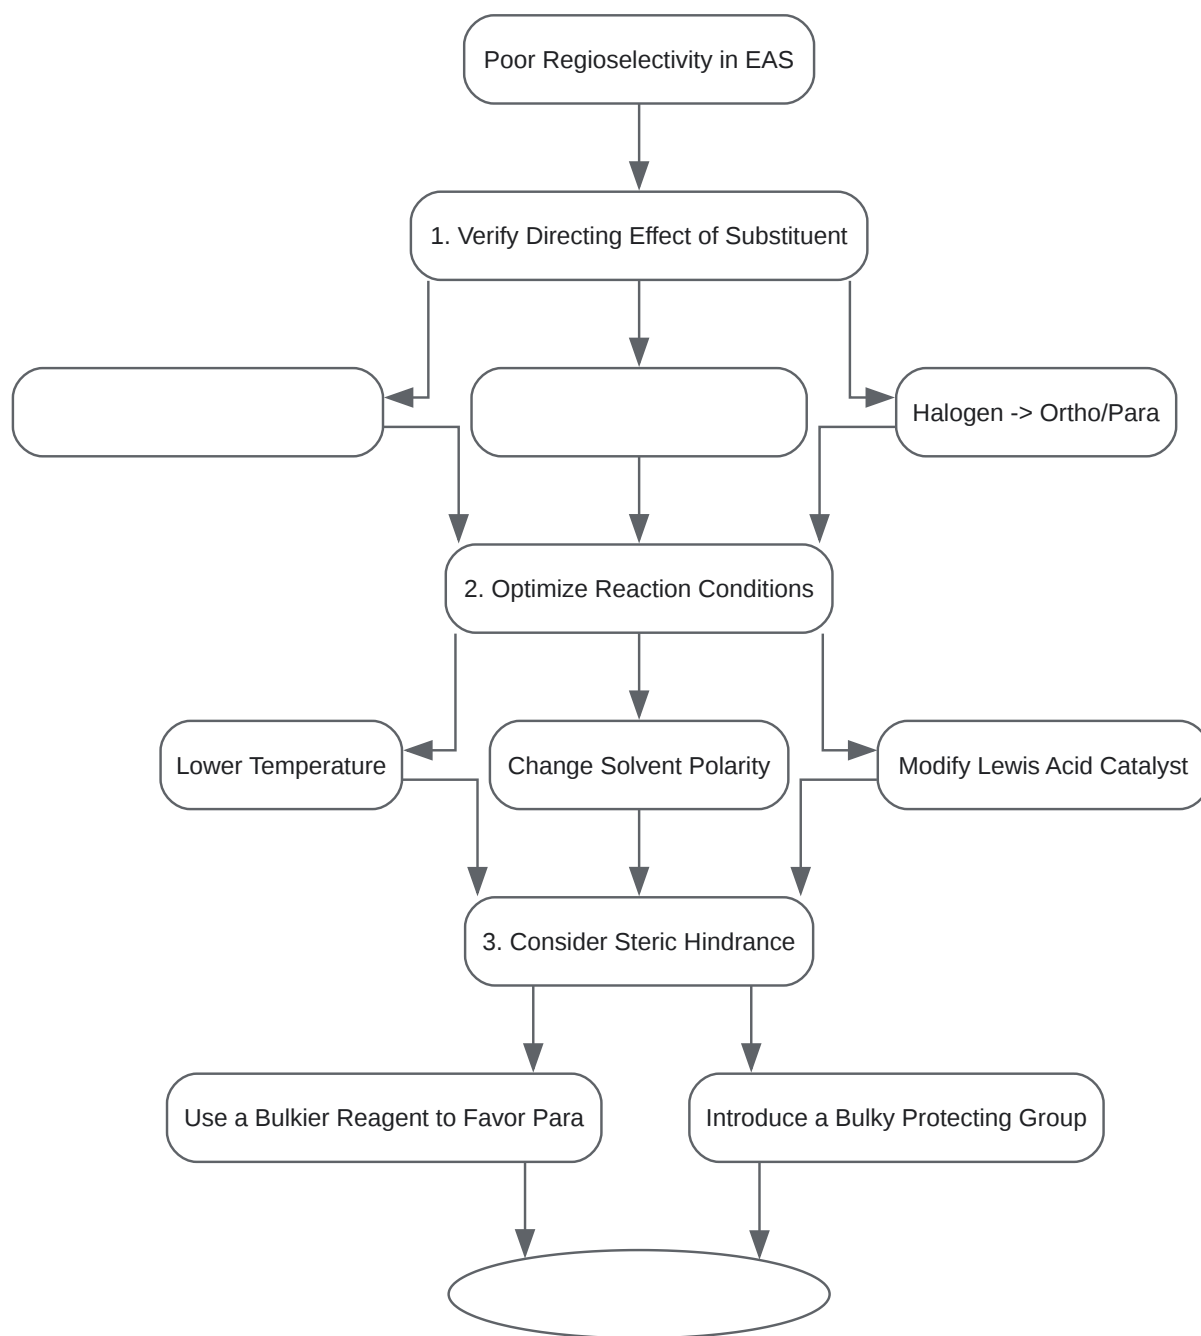 Poor Regioselectivity in EAS
1. Verify Directing Effect of Substituent
Halogen -> Ortho/Para
2. Optimize Reaction Conditions
Lower Temperature
Change Solvent Polarity
Modify Lewis Acid Catalyst
3. Consider Steric Hindrance
Use a Bulkier Reagent to Favor Para
Introduce a Bulky Protecting Group